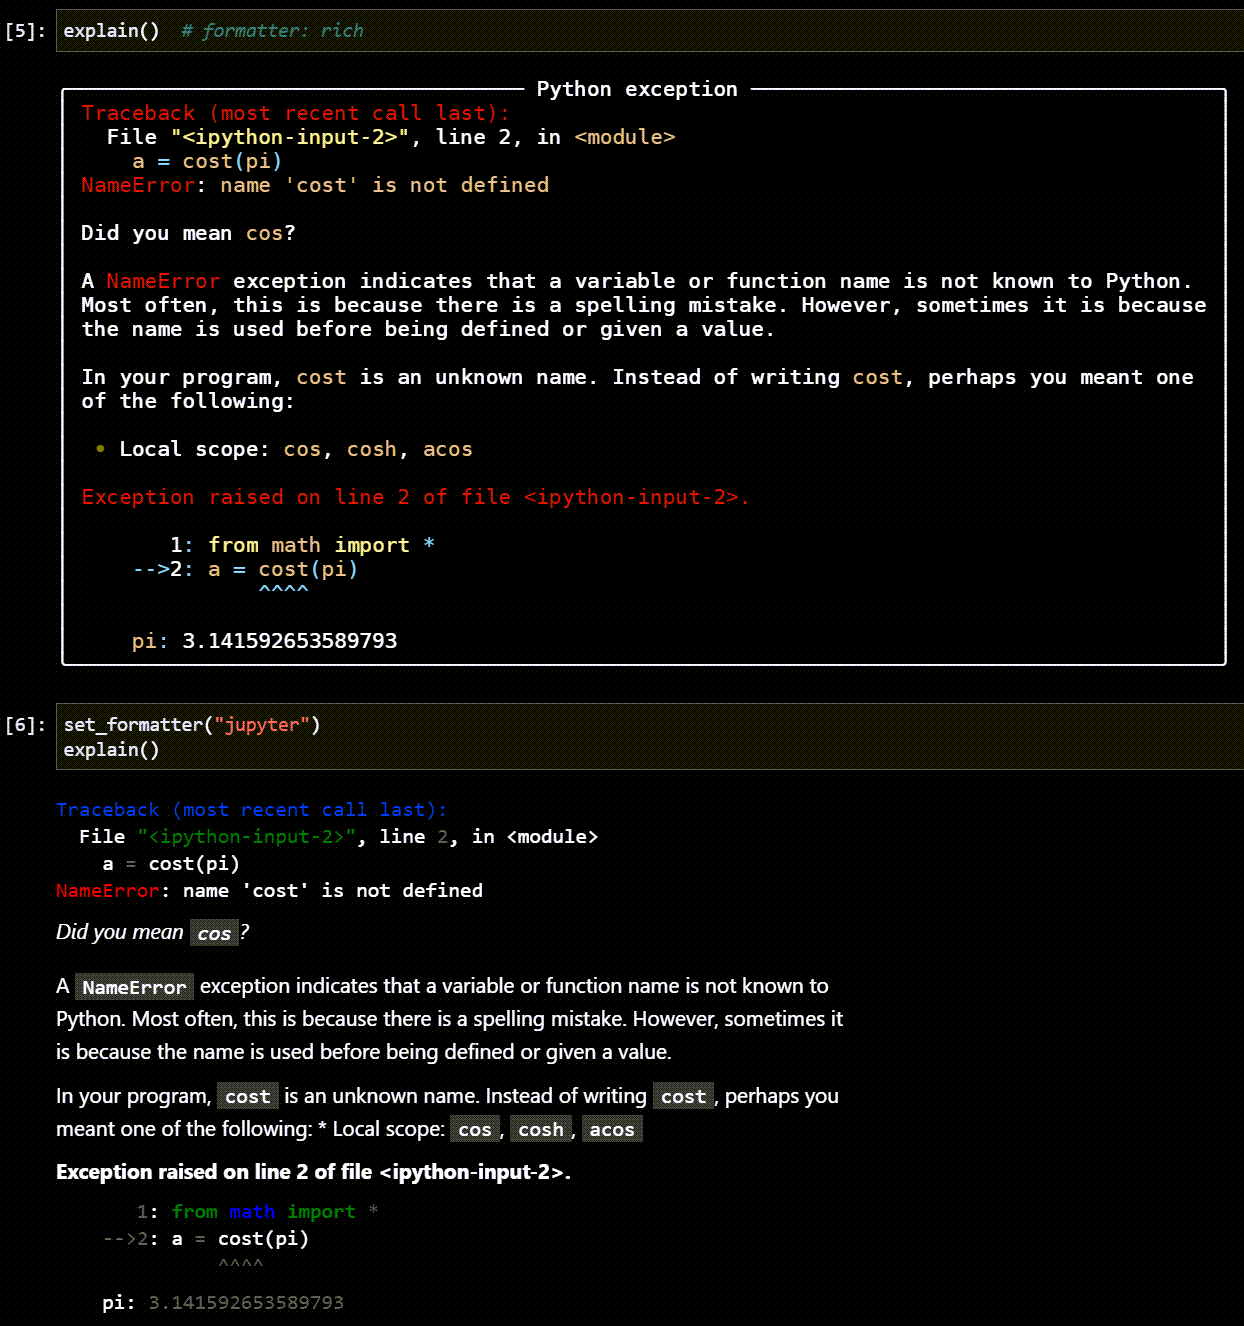 [5]: explain()  # formatter: rich
Python exception
Traceback (most recent call last):
  File "<ipython-input-2>", line 2, in <module>
    a = cost(pi)
NameError: name 'cost' is not defined
Did you mean cos?
A NameError exception indicates that a variable or function name is not known to Python.
Most often, this is because there is a spelling mistake. However, sometimes it is because
the name is used before being defined or given a value.
In your program, cost is an unknown name. Instead of writing cost, perhaps you meant one
of the following:
• Local scope: cos, cosh, acos
Exception raised on line 2 of file <ipython-input-2>.
       1: from math import *
    -->2: a = cost(pi)
              ^^^^
    pi: 3.141592653589793
[6]: set_formatter("jupyter")
explain()
Traceback (most recent call last):
  File "<ipython-input-2>", line 2, in <module>
    a = cost(pi)
NameError: name 'cost' is not defined
Did you mean cos?
A NameError exception indicates that a variable or function name is not known to
Python. Most often, this is because there is a spelling mistake. However, sometimes it
is because the name is used before being defined or given a value.
In your program, cost is an unknown name. Instead of writing cost, perhaps you
meant one of the following: * Local scope: cos, cosh, acos
Exception raised on line 2 of file <ipython-input-2>.
       1: from math import *
    -->2: a = cost(pi)
              ^^^^
    pi: 3.141592653589793